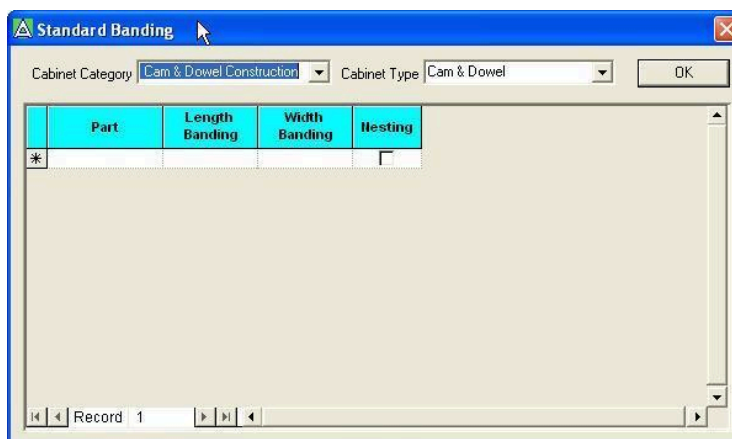 Standard Banding
Cabinet Category Cam & Dowel Construction Cabinet Type Cam & Dowel OK
Part Length Banding Width Banding Nesting
Record 1